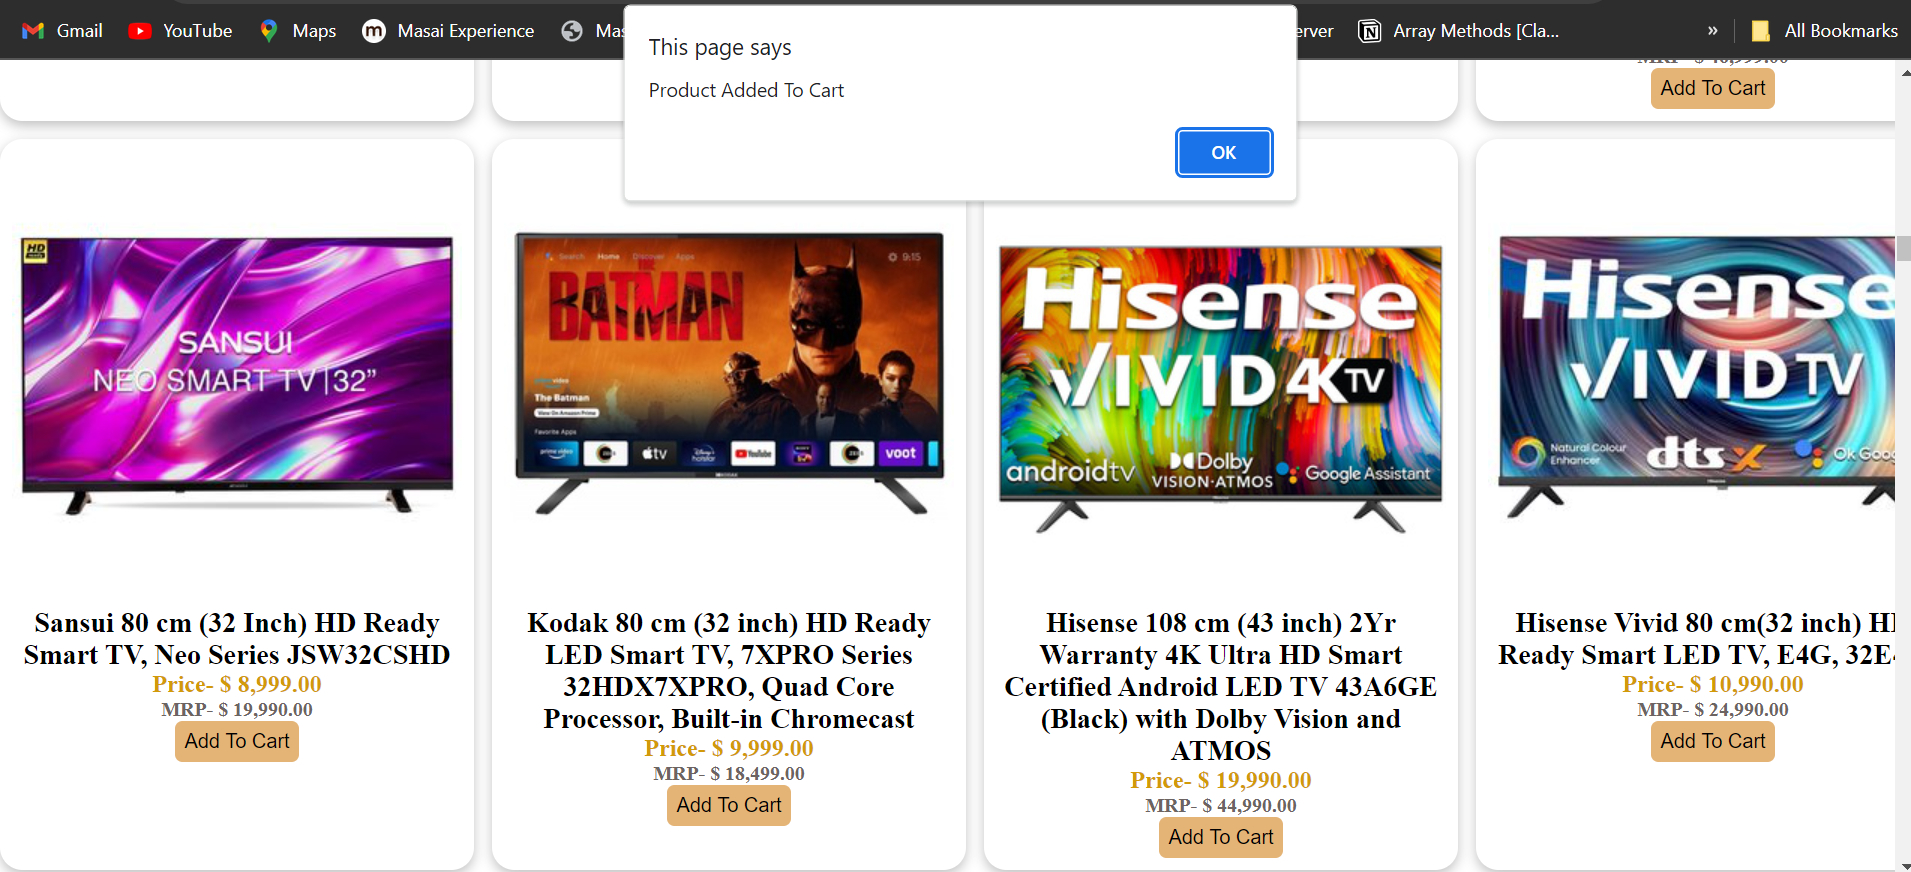 Gmail
YouTube
Maps
Masai Experience
Mas
erver
Array Methods [Cla...
»
All Bookmarks
This page says
Product Added To Cart
OK
Add To Cart
HD
SANSUI
NEO SMART TV | 32”
Sansui 80 cm (32 Inch) HD Ready
Smart TV, Neo Series JSW32CSHD
Price- $ 8,999.00
MRP- $ 19,990.00
Add To Cart
Search Home Discover Apps 9:15
THE
BATMAN
prime video
The Batman
View On Amazon Prime
Favorite Apps
prime video
tv
Disney+ hotstar
YouTube
voot
Kodak 80 cm (32 inch) HD Ready
LED Smart TV, 7XPRO Series
32HDX7XPRO, Quad Core
Processor, Built-in Chromecast
Price- $ 9,999.00
MRP- $ 18,499.00
Add To Cart
Hisense
VIVID 4K TV
androidtv
Dolby
VISION·ATMOS
Google Assistant
Hisense 108 cm (43 inch) 2Yr
Warranty 4K Ultra HD Smart
Certified Android LED TV 43A6GE
(Black) with Dolby Vision and
ATMOS
Price- $ 19,990.00
MRP- $ 44,990.00
Add To Cart
Hisense
VIVID TV
Natural Colour
Enhancer
dts X
Ok Goog
Hisense Vivid 80 cm(32 inch) H
Ready Smart LED TV, E4G, 32E4
Price- $ 10,990.00
MRP- $ 24,990.00
Add To Cart